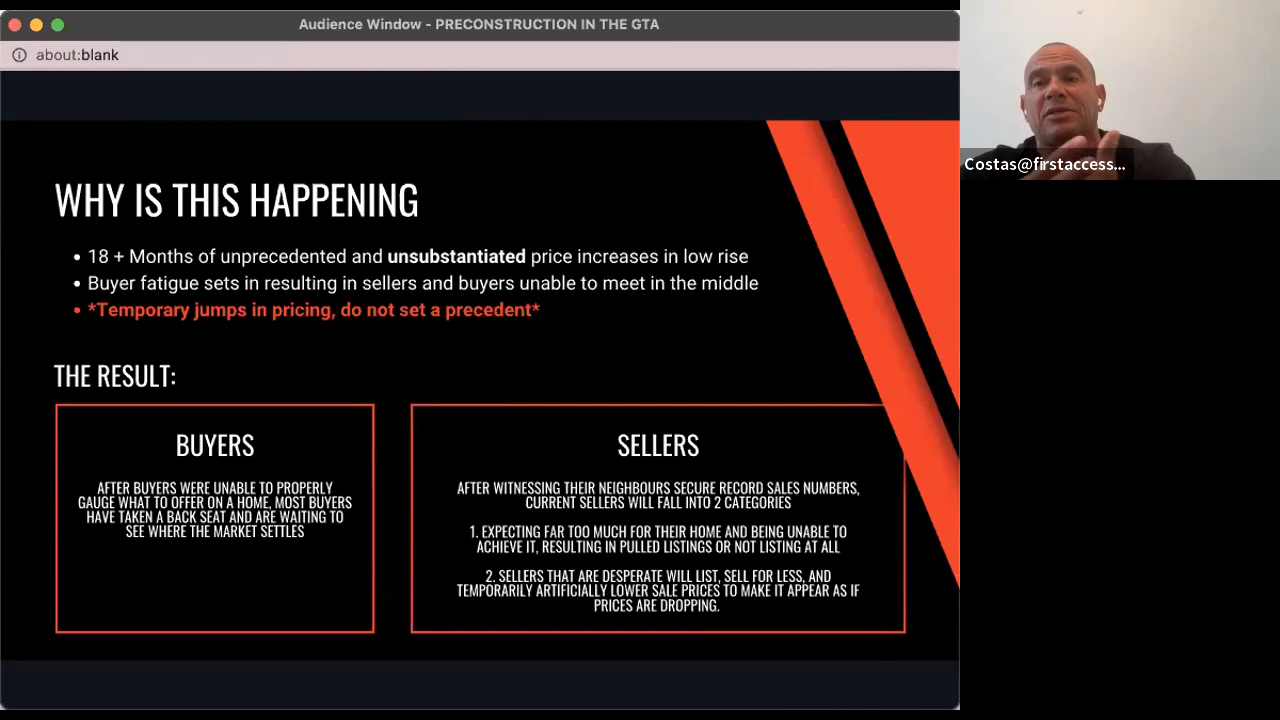 Audience Window - PRECONSTRUCTION IN THE GTA
about:blank
Costas@firstaccess...
WHY IS THIS HAPPENING
• 18 + Months of unprecedented and unsubstantiated price increases in low rise
• Buyer fatigue sets in resulting in sellers and buyers unable to meet in the middle
• *Temporary jumps in pricing, do not set a precedent*
THE RESULT:
BUYERS
AFTER BUYERS WERE UNABLE TO PROPERLY
GAUGE WHAT TO OFFER ON A HOME, MOST BUYERS
HAVE TAKEN A BACK SEAT AND ARE WAITING TO
SEE WHERE THE MARKET SETTLES
SELLERS
AFTER WITNESSING THEIR NEIGHBOURS SECURE RECORD SALES NUMBERS,
CURRENT SELLERS WILL FALL INTO 2 CATEGORIES
1. EXPECTING FAR TOO MUCH FOR THEIR HOME AND BEING UNABLE TO
ACHIEVE IT, RESULTING IN PULLED LISTINGS OR NOT LISTING AT ALL
2. SELLERS THAT ARE DESPERATE WILL LIST, SELL FOR LESS, AND
TEMPORARILY ARTIFICIALLY LOWER SALE PRICES TO MAKE IT APPEAR AS IF
PRICES ARE DROPPING.